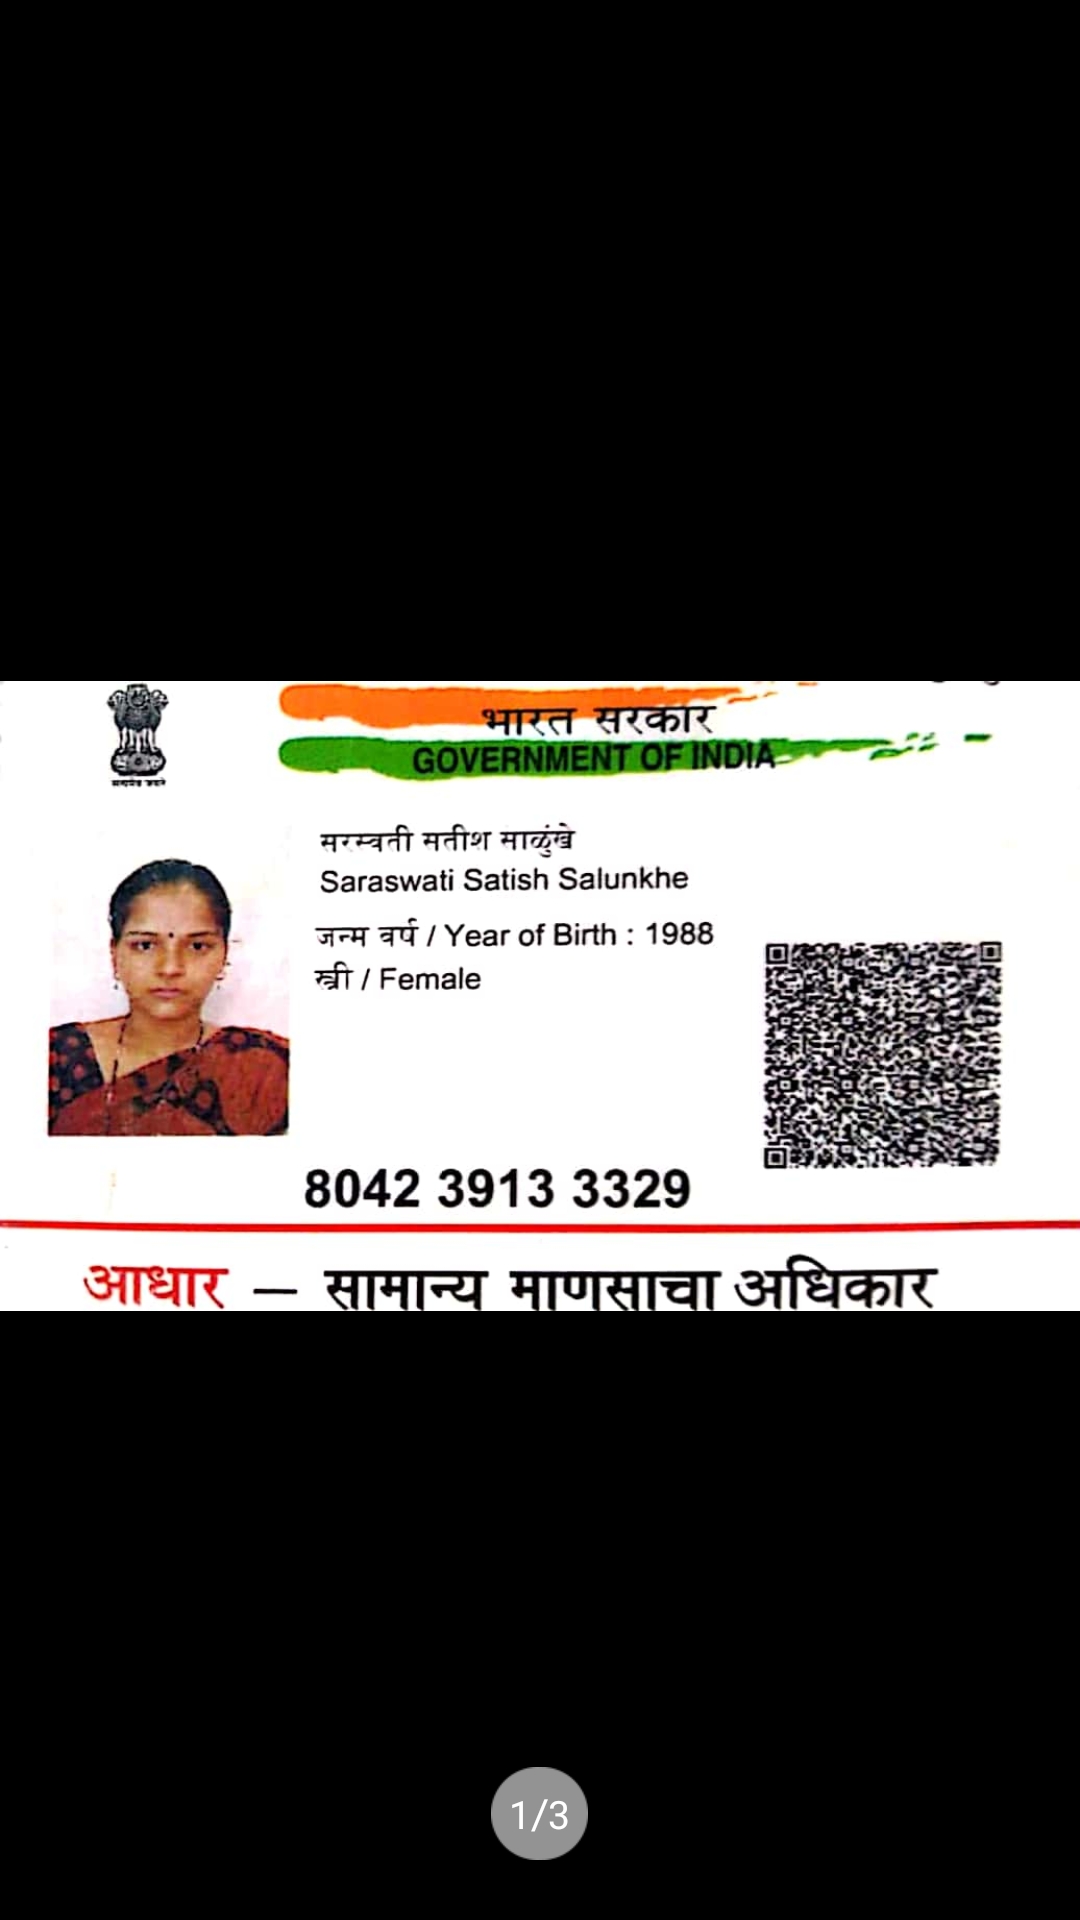 भारत सरकार
GOVERNMENT OF INDIA
सरस्वती सतीश साळुंखे
Saraswati Satish Salunkhe
जन्म वर्ष / Year of Birth : 1988
स्त्री / Female
8042 3913 3329
आधार — सामान्य माणसाचा अधिकार
1/3